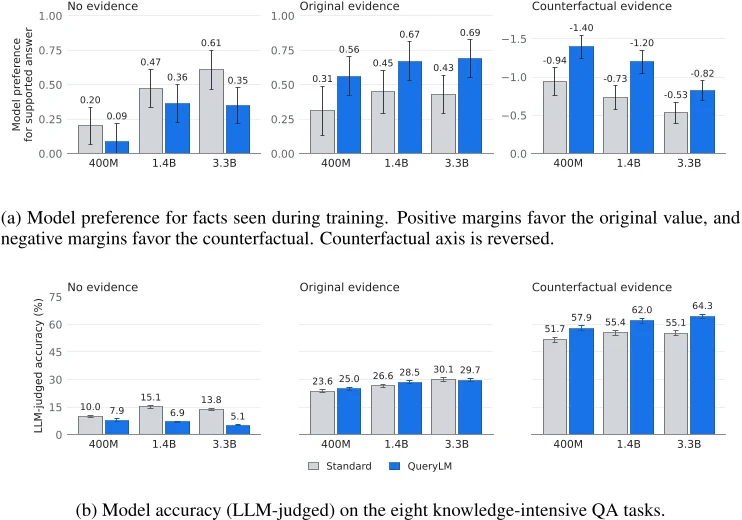 No evidence
Original evidence
Counterfactual evidence
Model preference
for supported answer
1.00
0.75
0.50
0.25
0.00
0.20
0.09
0.47
0.36
0.61
0.35
400M
1.4B
3.3B
1.00
0.75
0.50
0.25
0.00
0.31
0.56
0.45
0.67
0.43
0.69
400M
1.4B
3.3B
−1.5
−1.0
−0.5
0.0
-0.94
-1.40
-0.73
-1.20
-0.53
-0.82
400M
1.4B
3.3B
(a) Model preference for facts seen during training. Positive margins favor the original value, and
negative margins favor the counterfactual. Counterfactual axis is reversed.
No evidence
Original evidence
Counterfactual evidence
LLM-judged accuracy (%)
75
60
45
30
15
0
10.0
7.9
15.1
6.9
13.8
5.1
400M
1.4B
3.3B
23.6
25.0
26.6
28.5
30.1
29.7
400M
1.4B
3.3B
51.7
57.9
55.4
62.0
55.1
64.3
400M
1.4B
3.3B
Standard
QueryLM
(b) Model accuracy (LLM-judged) on the eight knowledge-intensive QA tasks.